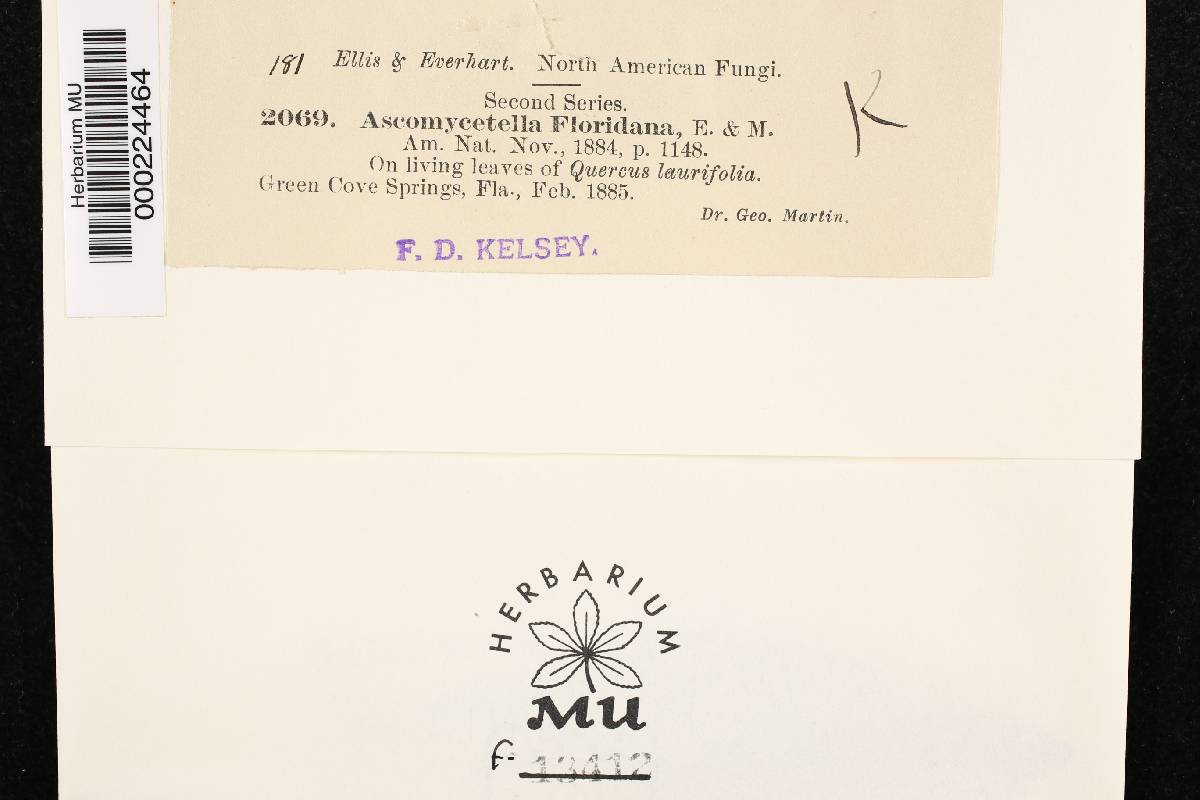 Herbarium MU
000224464
181 Ellis & Everhart. North American Fungi.
Second Series.
2069. Ascomycetella Floridana, E. & M.
Am. Nat. Nov., 1884, p. 1148.
On living leaves of Quercus laurifolia.
Green Cove Springs, Fla., Feb. 1885.
Dr. Geo. Martin.
K
F. D. KELSEY.
HERBARIUM
MU
F- 13412